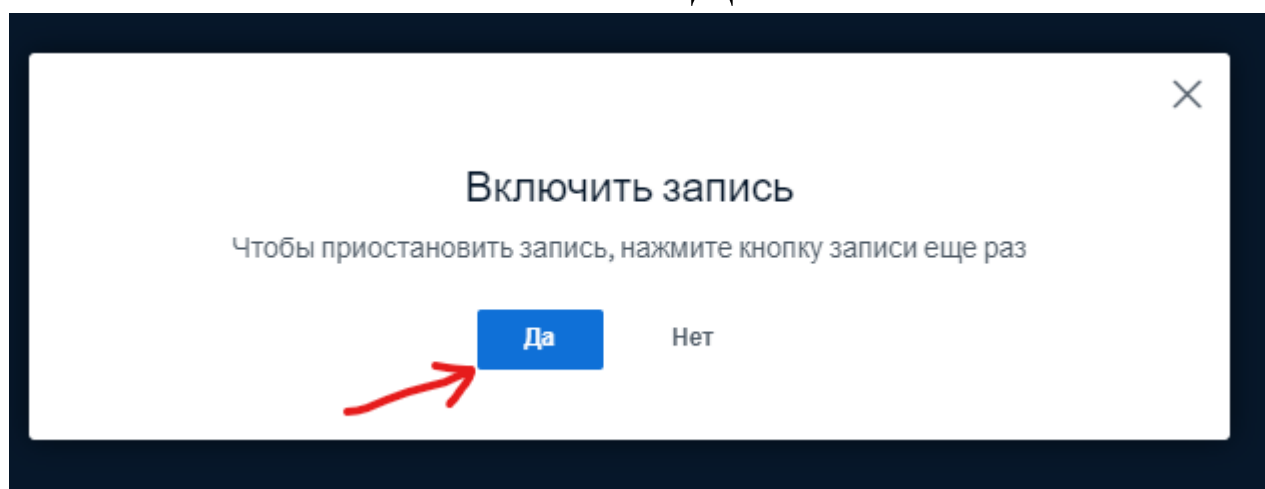 Включить запись
Чтобы приостановить запись, нажмите кнопку записи еще раз
Да Нет